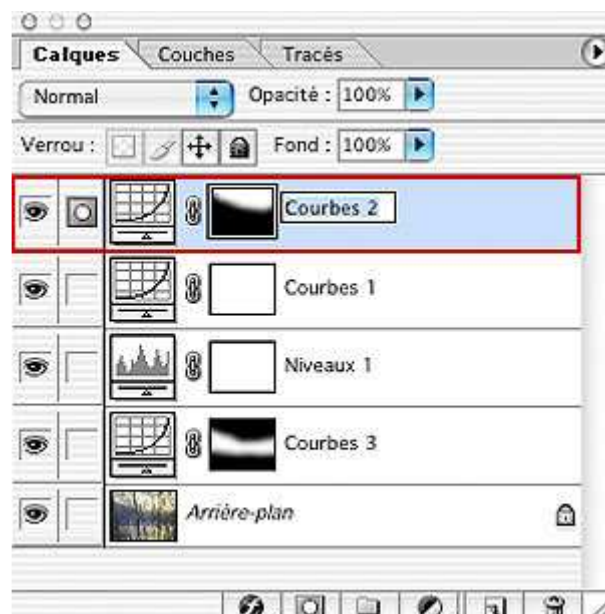 Calques Couches Tracés
Normal Opacité : 100%
Verrou : Fond : 100%
Courbes 2
Courbes 1
Niveaux 1
Courbes 3
Arrière-plan